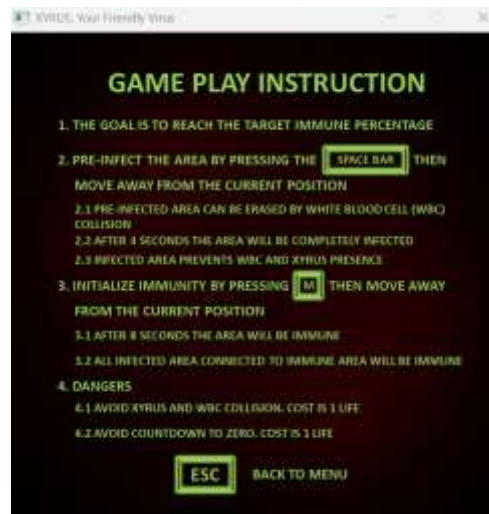 XYRUS, Your Friendly Virus
GAME PLAY INSTRUCTION
1. THE GOAL IS TO REACH THE TARGET IMMUNE PERCENTAGE
2. PRE-INFECT THE AREA BY PRESSING THE SPACE BAR THEN
MOVE AWAY FROM THE CURRENT POSITION
2.1 PRE-INFECTED AREA CAN BE ERASED BY WHITE BLOOD CELL (WBC)
COLLISION
2.2 AFTER 4 SECONDS THE AREA WILL BE COMPLETELY INFECTED
2.3 INFECTED AREA PREVENTS WBC AND XYRUS PRESENCE
3. INITIALIZE IMMUNITY BY PRESSING M THEN MOVE AWAY
FROM THE CURRENT POSITION
3.1 AFTER 8 SECONDS THE AREA WILL BE IMMUNE
3.2 ALL INFECTED AREA CONNECTED TO IMMUNE AREA WILL BE IMMUNE
4. DANGERS
4.1 AVOID XYRUS AND WBC COLLISION. COST IS 1 LIFE
4.2 AVOID COUNTDOWN TO ZERO. COST IS 1 LIFE
ESC BACK TO MENU